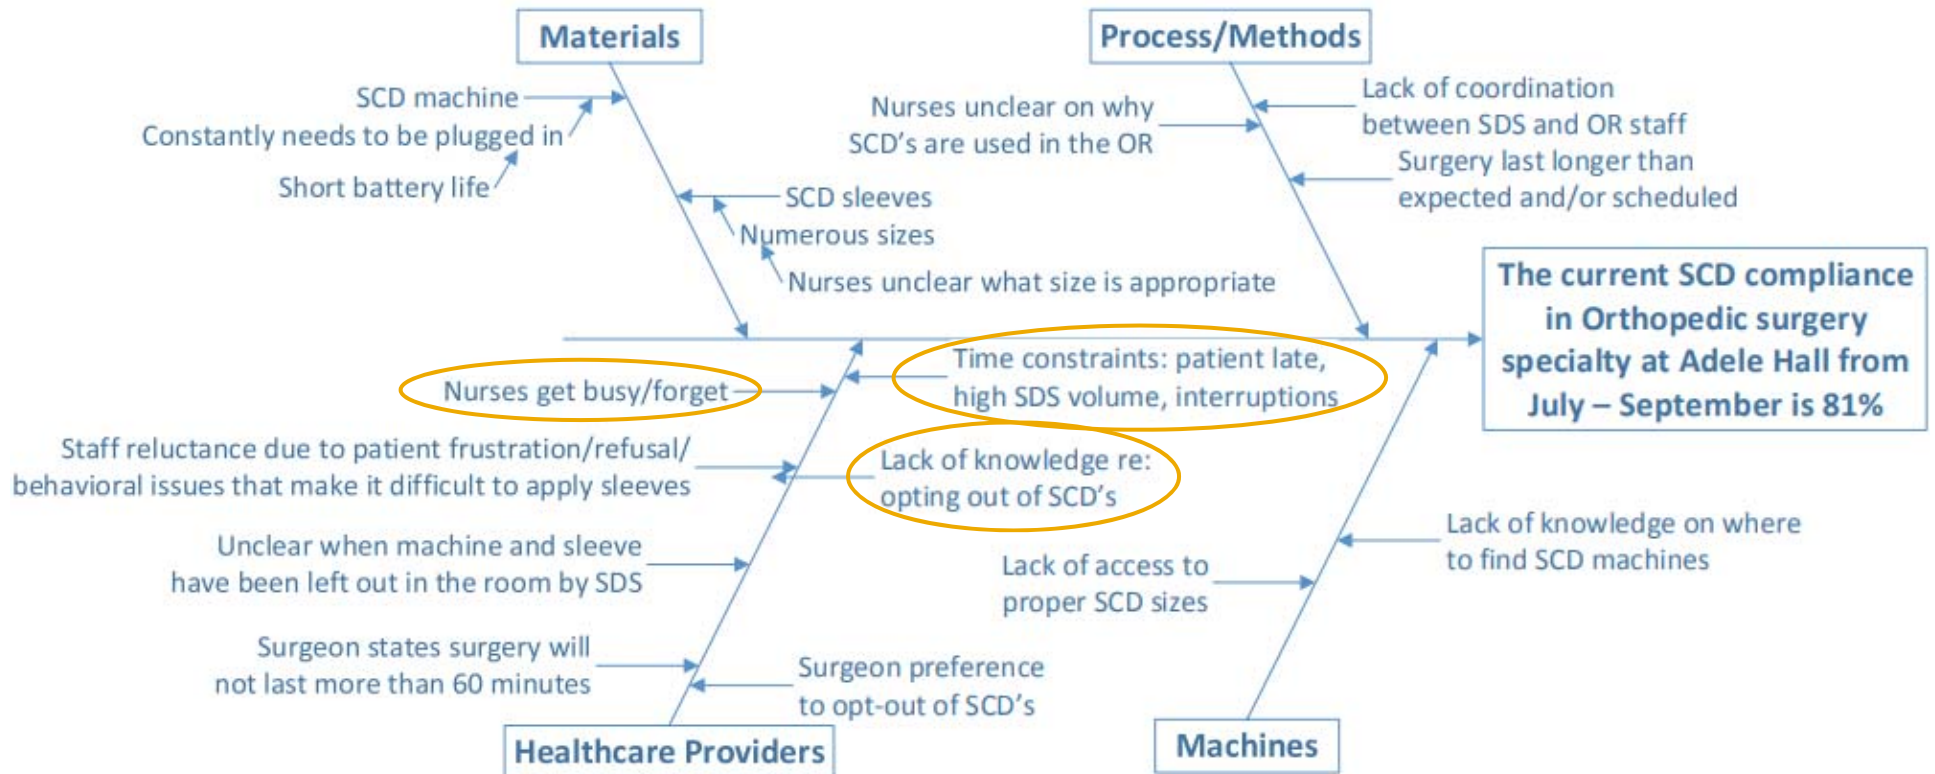 Materials
SCD machine
Constantly needs to be plugged in
Short battery life
SCD sleeves
Numerous sizes
Nurses unclear what size is appropriate
Process/Methods
Nurses unclear on why
SCD's are used in the OR
Lack of coordination
between SDS and OR staff
Surgery last longer than
expected and/or scheduled
The current SCD compliance
in Orthopedic surgery
specialty at Adele Hall from
July – September is 81%
Time constraints: patient late,
high SDS volume, interruptions
Nurses get busy/forget
Staff reluctance due to patient frustration/refusal/
behavioral issues that make it difficult to apply sleeves
Lack of knowledge re:
opting out of SCD's
Unclear when machine and sleeve
have been left out in the room by SDS
Surgeon states surgery will
not last more than 60 minutes
Surgeon preference
to opt-out of SCD's
Healthcare Providers
Lack of knowledge on where
to find SCD machines
Lack of access to
proper SCD sizes
Machines